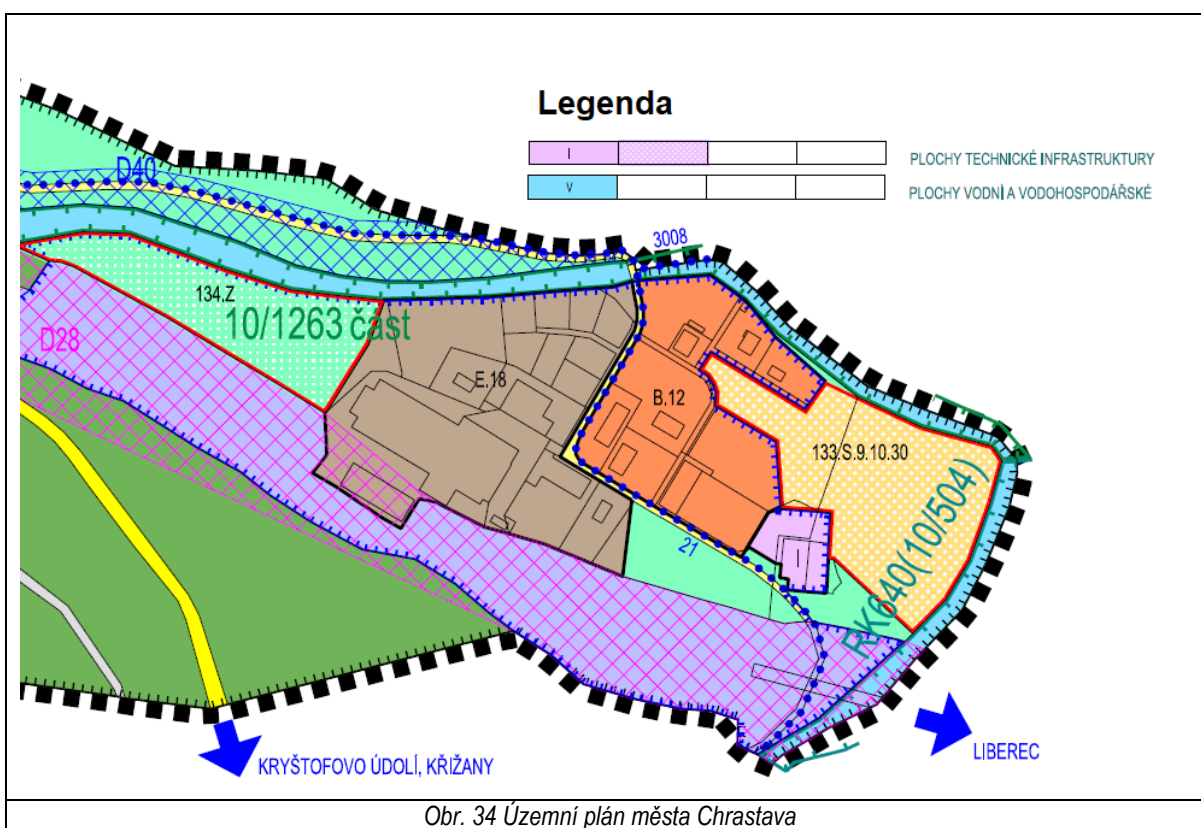 Legenda
I
PLOCHY TECHNICKÉ INFRASTRUKTURY
V
PLOCHY VODNÍ A VODOHOSPODÁŘSKÉ
D40
3008
134.Z
10/1263 část
D28
E.18
B.12
133.S.9.10.30
RK640(10/504)
21
I
LIBEREC
KRYŠTOFOVO ÚDOLÍ, KŘIŽANY
Obr. 34 Územní plán města Chrastava